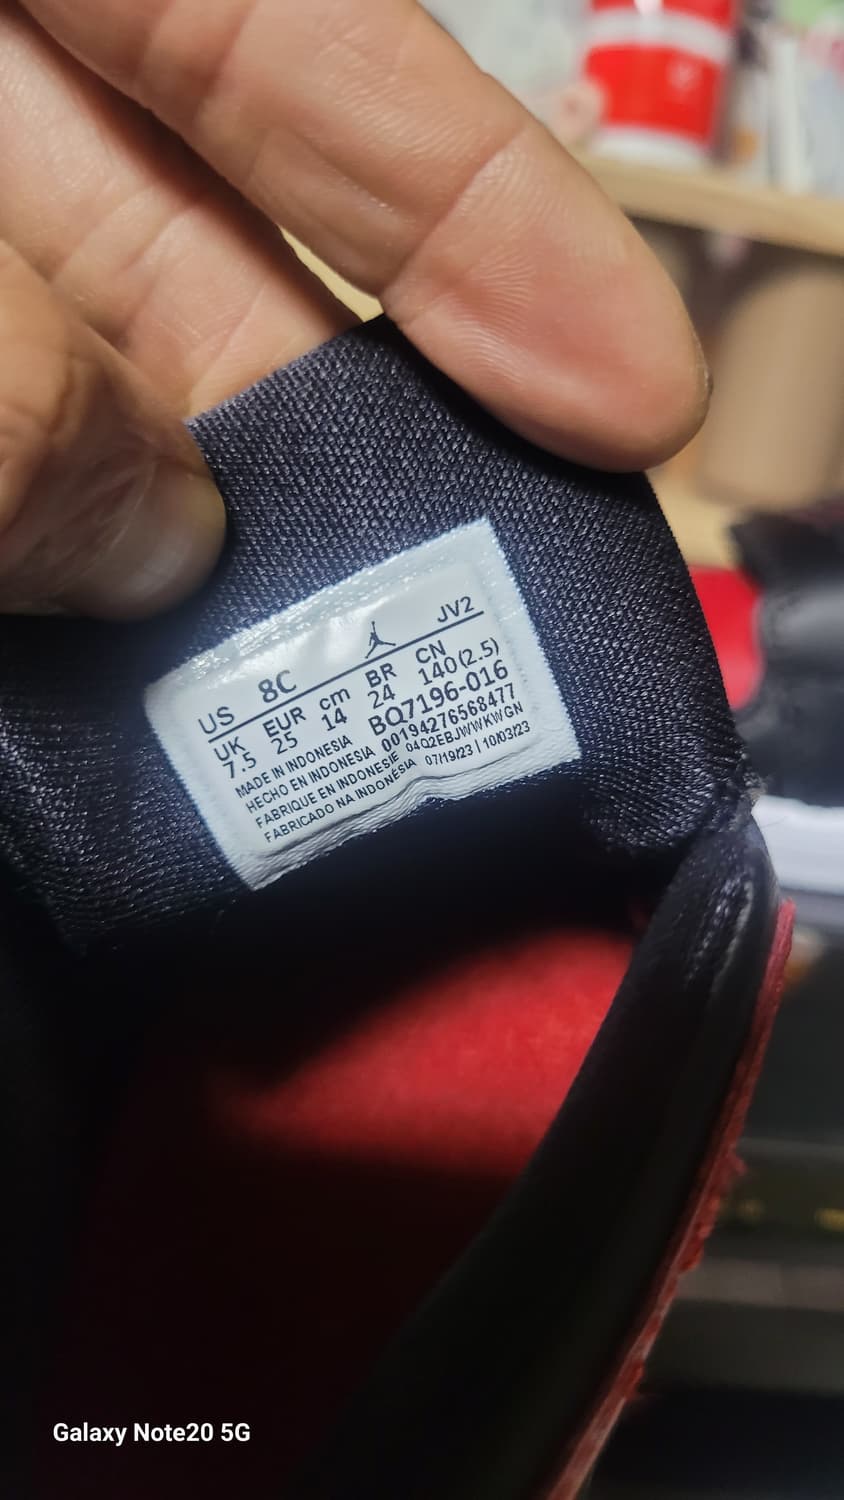 US 8C JV2
UK EUR cm BR CN
7.5 25 14 24 140(2.5)
BQ7196-016
MADE IN INDONESIA 00194276568477
HECHO EN INDONESIA 04Q2EBJWWKWGN
FABRIQUE EN INDONESIE 07/19/23 | 10/03/23
FABRICADO NA INDONÉSIA
Galaxy Note20 5G